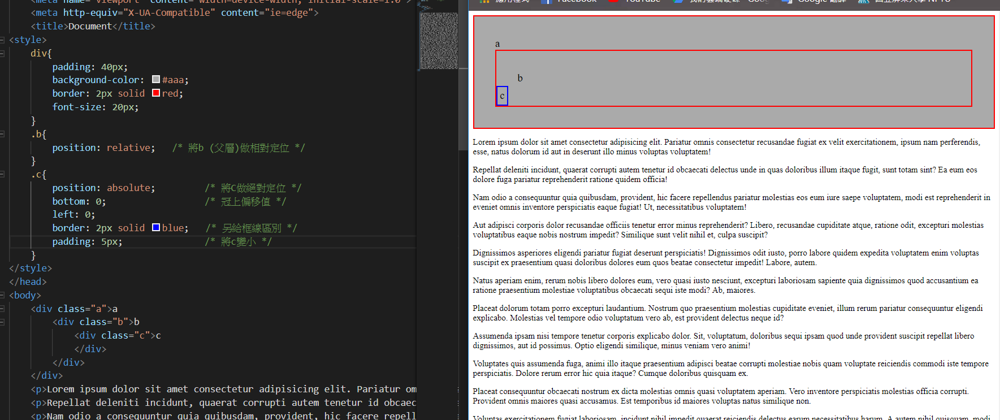 <meta name="viewport" content="width=device-width, initial-scale=1.0">
<meta http-equiv="X-UA-Compatible" content="ie=edge">
<title>Document</title>
<style>
div{
padding: 40px;
background-color: #aaa;
border: 2px solid red;
font-size: 20px;
}
.b{
position: relative;   /* 將b (父層)做相對定位 */
}
.c{
position: absolute;         /* 將C做絕對定位 */
bottom: 0;                  /* 冠上偏移值 */
left: 0;
border: 2px solid blue;   /* 另給框線區別 */
padding: 5px;               /* 將c變小 */
}
</style>
</head>
<body>
<div class="a">a
<div class="b">b
<div class="c">c
</div>
</div>
</div>
<p>Lorem ipsum dolor sit amet consectetur adipisicing elit. Pariatur om
<p>Repellat deleniti incidunt, quaerat corrupti autem tenetur id obcaec
<p>Nam odio a consequuntur quia quibusdam, provident, hic facere repell
應用程式 Facebook YouTube 我的雲端硬碟 - Goog Google 翻譯 國立屏東大學 NPTU
a
b
c
Lorem ipsum dolor sit amet consectetur adipisicing elit. Pariatur omnis consectetur recusandae fugiat ex velit exercitationem, ipsum nam perferendis,
esse, natus dolorum id aut in deserunt illo minus voluptas voluptatem!
Repellat deleniti incidunt, quaerat corrupti autem tenetur id obcaecati delectus unde in quas doloribus illum itaque fugit, sunt totam sint? Ea eum eos
dolore fuga pariatur reprehenderit ratione quidem officia!
Nam odio a consequuntur quia quibusdam, provident, hic facere repellendus pariatur molestias eos eum iure saepe voluptatem, modi est reprehenderit in
eveniet omnis inventore perspiciatis eaque fugiat! Ut, necessitatibus voluptatem!
Aut adipisci corporis dolor recusandae officiis tenetur error minus reprehenderit? Libero, recusandae cupiditate atque, ratione odit, excepturi molestias
voluptatibus eaque nobis nostrum impedit? Similique sunt velit nihil et, culpa suscipit?
Dignissimos asperiores eligendi pariatur fugiat deserunt perspiciatis! Dignissimos odit iusto, porro labore quidem expedita voluptatem enim voluptas
suscipit ex praesentium quasi doloribus dolores eum quos beatae consectetur impedit! Labore, autem.
Natus aperiam enim, rerum nobis libero dolores eum, vero quasi iusto nesciunt, excepturi laboriosam sapiente quia dignissimos quod accusantium ea
ratione praesentium molestiae voluptatibus obcaecati sequi iste modi? Ab, maiores.
Placeat dolorum totam porro excepturi laudantium. Nostrum quo praesentium molestias cupiditate eveniet, illum rerum pariatur consequuntur eligendi
explicabo. Molestias vel tempore odio voluptatum vero ab, est provident delectus neque id?
Assumenda ipsam nisi tempore tenetur corporis explicabo dolor. Sit, voluptatum, doloribus sequi ipsam quod unde provident suscipit repellat libero
dignissimos, aut id possimus. Optio eligendi similique, minus veniam vero animi!
Voluptates quis assumenda fuga, animi illo itaque praesentium adipisci beatae corrupti molestiae nobis quam voluptate reiciendis commodi iste tempore
perspiciatis. Dolore rerum error hic quia itaque? Cumque doloribus quisquam ex.
Placeat consequuntur obcaecati nostrum ex dicta molestias omnis quasi voluptatem aperiam. Vero inventore perspiciatis molestias officia corrupti.
Provident omnis maiores quasi accusamus. Est temporibus id maiores voluptas natus similique non.
Voluptas exercitationem fugiat laboriosam, incidunt nihil impedit quaerat reiciendis delectus earum necessitatibus harum. A autem nihil quisquam, modi